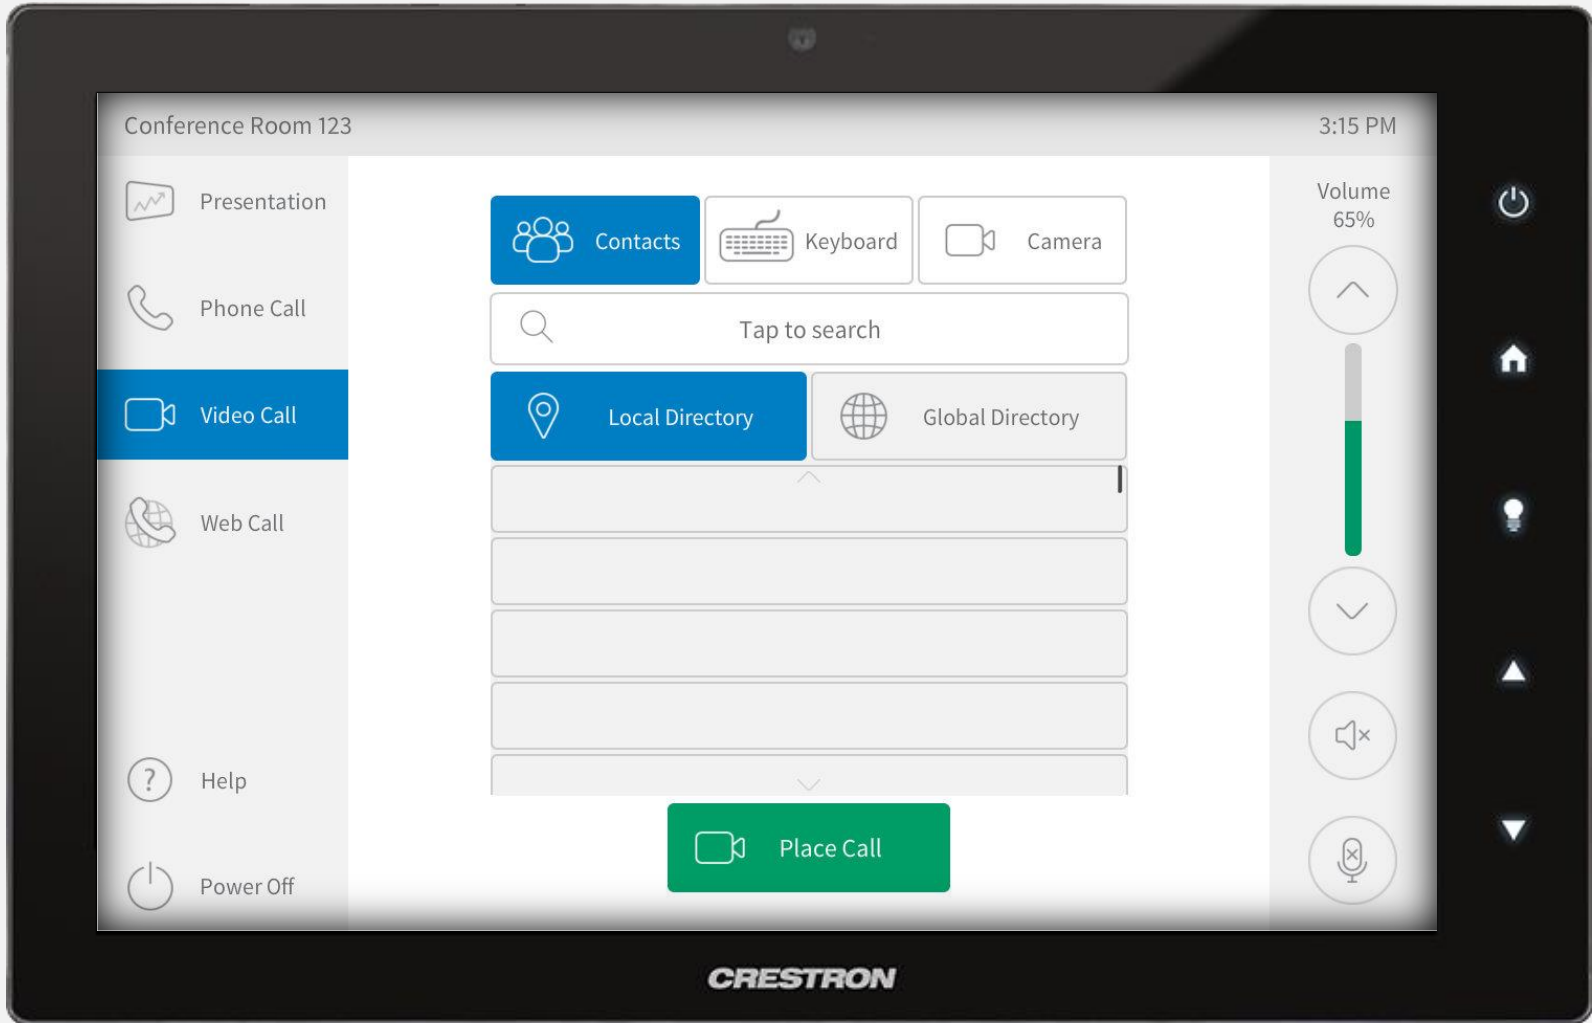 Conference Room 123
3:15 PM
Presentation
Phone Call
Video Call
Web Call
Help
Power Off
Contacts
Keyboard
Camera
Tap to search
Local Directory
Global Directory
Place Call
Volume
65%
CRESTRON